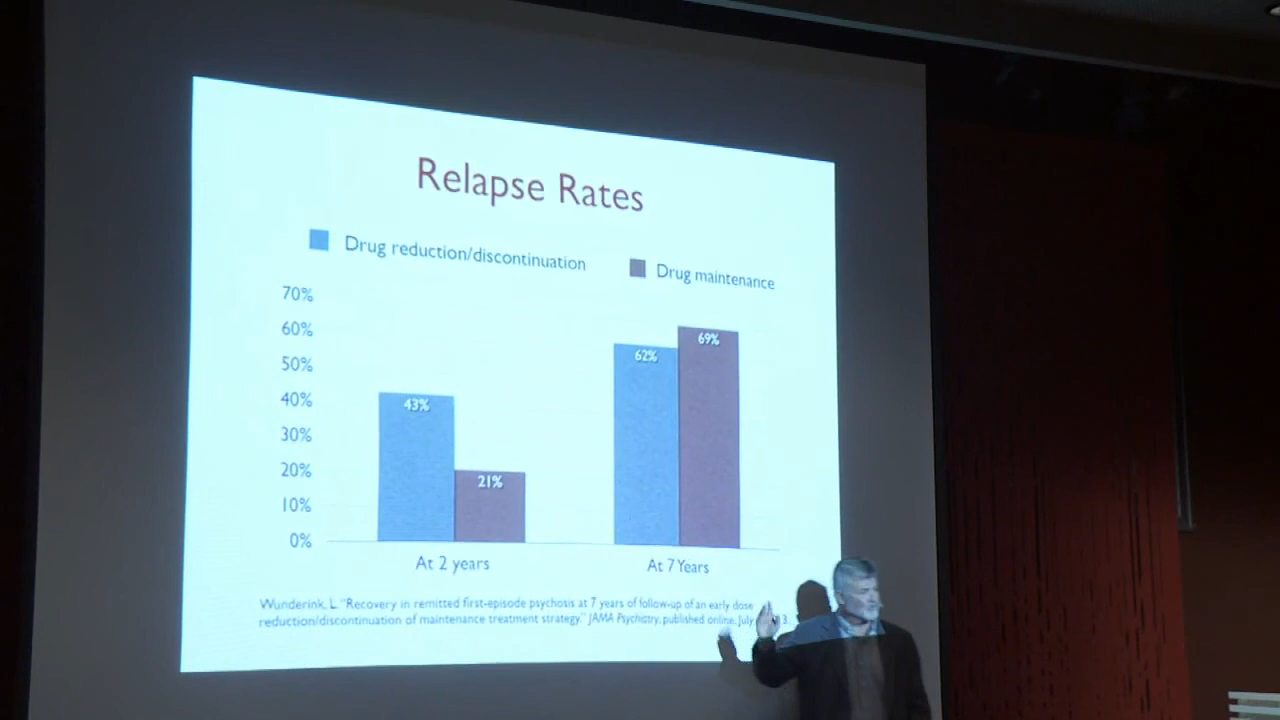 Relapse Rates
Drug reduction/discontinuation
Drug maintenance
70%
60%
50%
40%
30%
20%
10%
0%
43%
21%
62%
69%
At 2 years
At 7 Years
Wunderink, L. "Recovery in remitted first-episode psychosis at 7 years of follow-up of an early dose
reduction/discontinuation of maintenance treatment strategy." JAMA Psychiatry, published online, July